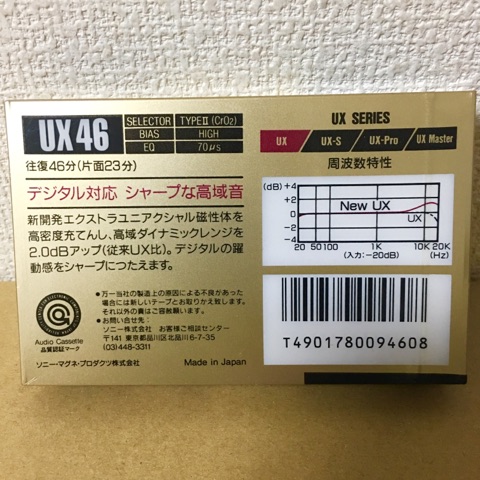 UX 46
SELECTOR TYPEⅡ (CrO₂)
BIAS HIGH
EQ 70μs
往復46分(片面23分)
デジタル対応 シャープな高域音
新開発エクストラユニアクシャル磁性体を
高密度充てんし、高域ダイナミックレンジを
2.0dBアップ(従来UX比)。デジタルの躍
動感をシャープにつたえます。
●万一当社の製造上の原因による不良があった
場合には新しいテープとお取り替えいたします。
それ以外の責はご容赦願います。
●お問い合せ先:
ソニー株式会社 お客様ご相談センター
〒141 東京都品川区北品川6-7-35
(03)448-3311
Audio Cassette
品質認証マーク
ソニー・マグネ・プロダクツ株式会社
Made in Japan
UX SERIES
UX UX-S UX-Pro UX Master
周波数特性
(dB) +4
+2
0
-2
-4
New UX
UX
20 50 100 1K 10K 20K
(入力:-20dB) (Hz)
T4901780094608